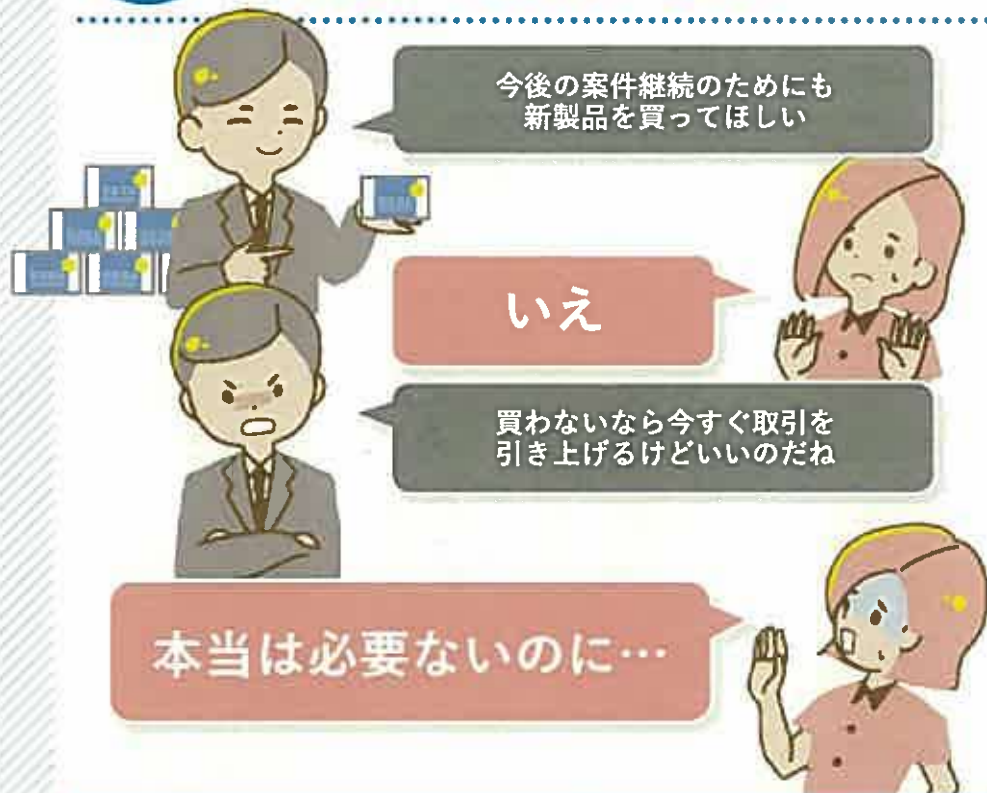 今後の案件継続のためにも
新製品を買ってほしい
いえ
買わないなら今すぐ取引を
引き上げるけどいいのだね
本当は必要ないのに…